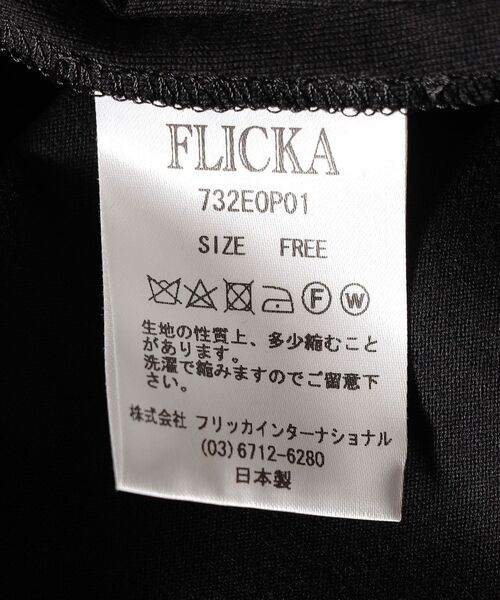 FLICKA
732E0P01
SIZE FREE
F W
生地の性質上、多少縮むこと
があります。
洗濯で縮みますのでご留意下
さい。
株式会社 フリッカインターナショナル
(03)6712-6280
日本製